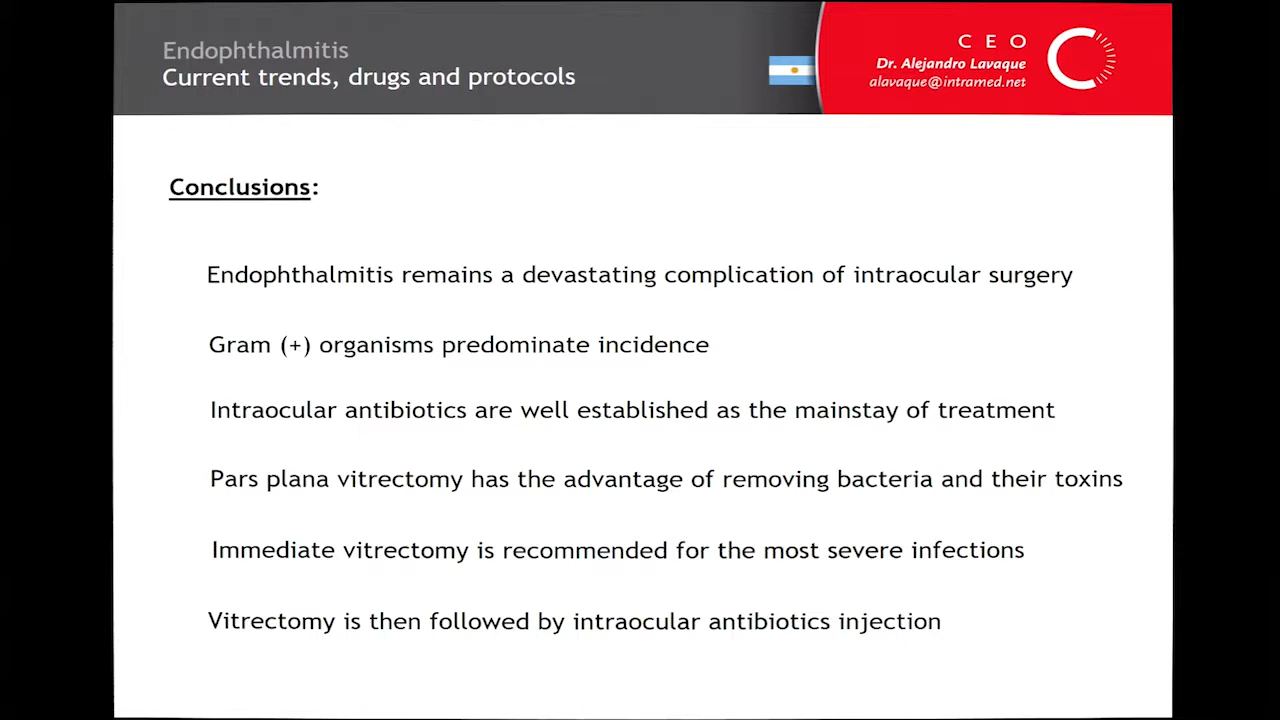 Endophthalmitis
Current trends, drugs and protocols
CEO
Dr. Alejandro Lavaque
alavaque@intramed.net
Conclusions:
Endophthalmitis remains a devastating complication of intraocular surgery
Gram (+) organisms predominate incidence
Intraocular antibiotics are well established as the mainstay of treatment
Pars plana vitrectomy has the advantage of removing bacteria and their toxins
Immediate vitrectomy is recommended for the most severe infections
Vitrectomy is then followed by intraocular antibiotics injection